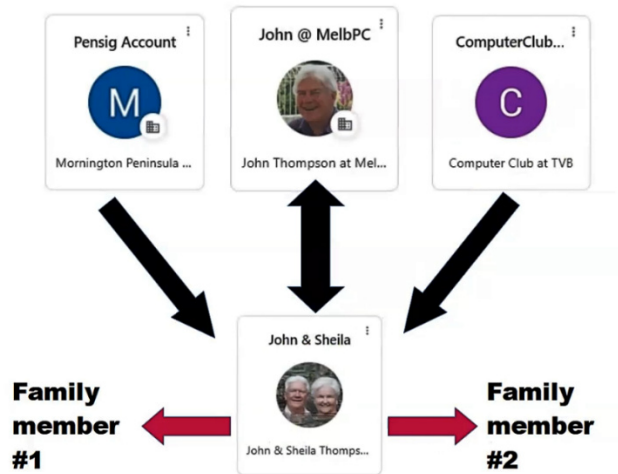 Pensig Account
M
Mornington Peninsula ...
John @ MelbPC
John Thompson at Mel...
ComputerClub...
C
Computer Club at TVB
John & Sheila
John & Sheila Thomps...
Family
member
#1
Family
member
#2